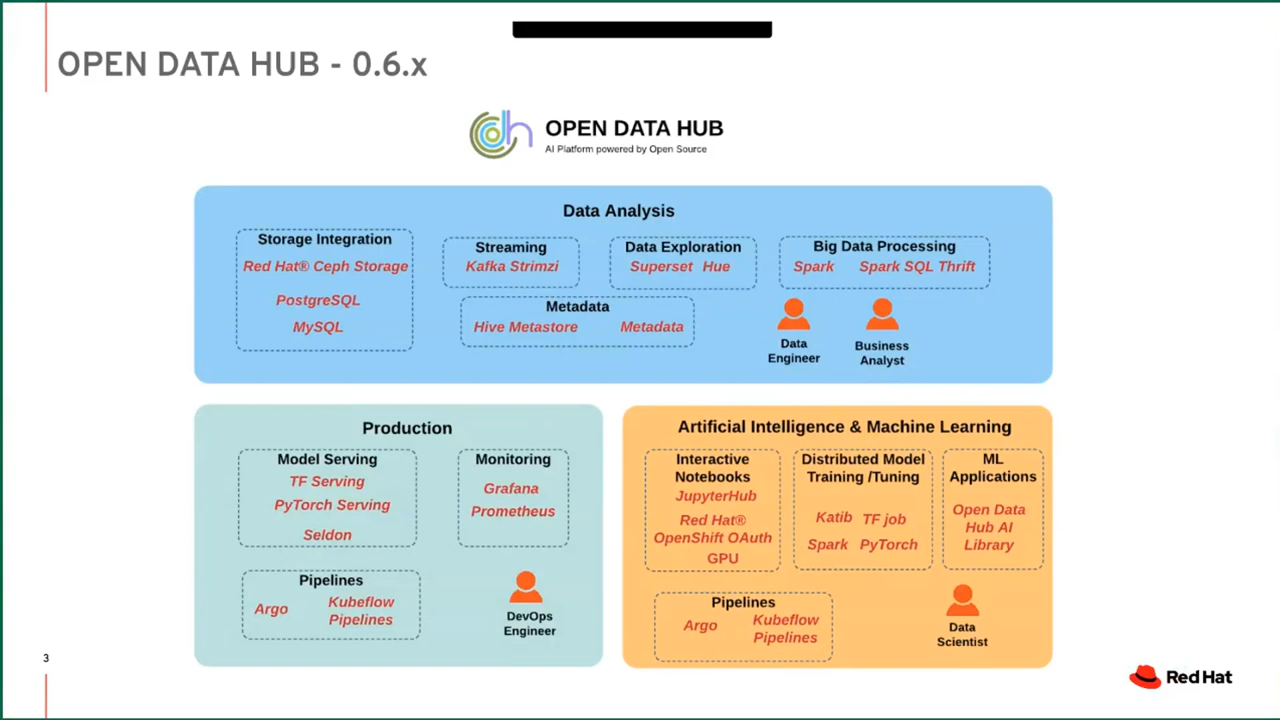 OPEN DATA HUB - 0.6.x
OPEN DATA HUB
AI Platform powered by Open Source
Data Analysis
Storage Integration
Red Hat® Ceph Storage
PostgreSQL
MySQL
Streaming
Kafka Strimzi
Data Exploration
Superset Hue
Big Data Processing
Spark Spark SQL Thrift
Metadata
Hive Metastore Metadata
Data
Engineer
Business
Analyst
Production
Model Serving
TF Serving
PyTorch Serving
Seldon
Monitoring
Grafana
Prometheus
Pipelines
Argo
Kubeflow
Pipelines
DevOps
Engineer
Artificial Intelligence & Machine Learning
Interactive
Notebooks
JupyterHub
Red Hat®
OpenShift OAuth
GPU
Distributed Model
Training /Tuning
Katib TF job
Spark PyTorch
ML
Applications
Open Data
Hub AI
Library
Pipelines
Argo
Kubeflow
Pipelines
Data
Scientist
3
Red Hat